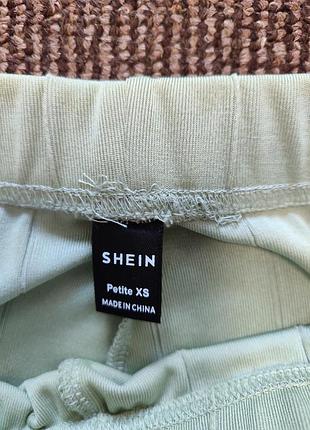 SHEIN
Petite XS
MADE IN CHINA